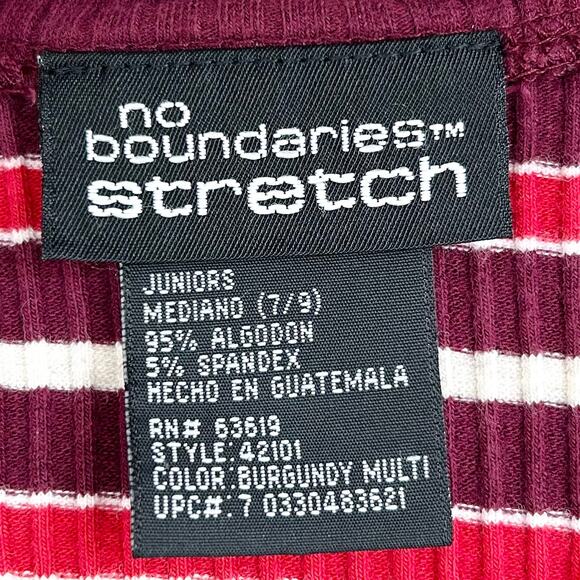 no
boundaries™
stretch
JUNIORS
MEDIANO (7/9)
95% ALGODON
5% SPANDEX
HECHO EN GUATEMALA
RN# 63619
STYLE: 42101
COLOR: BURGUNDY MULTI
UPC#: 7 0330483621